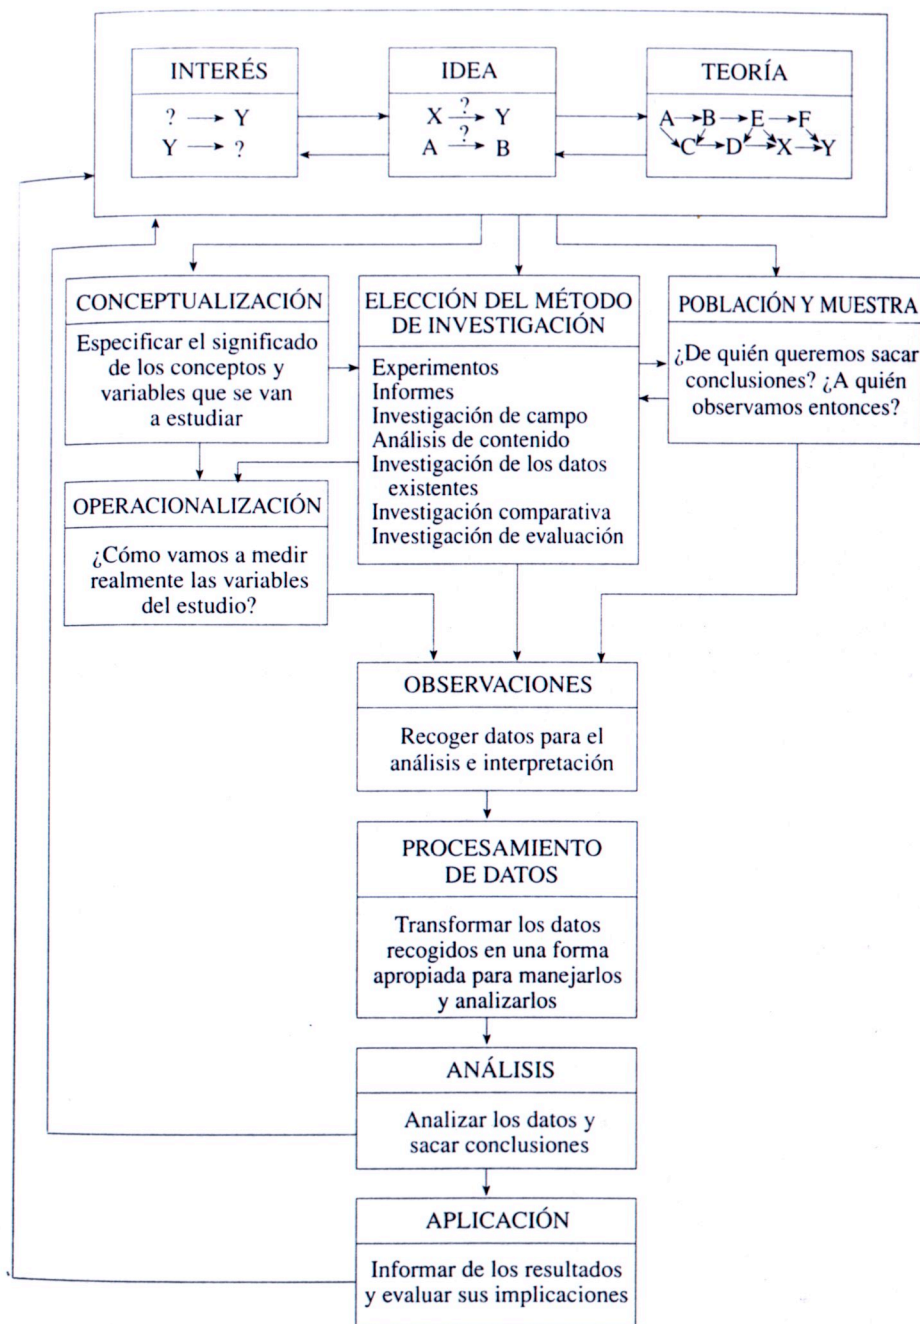 INTERÉS
? → Y
Y → ?
IDEA
?
X → Y
?
A → B
TEORÍA
A → B → E → F
C → D → X → Y
CONCEPTUALIZACIÓN
Especificar el significado
de los conceptos y
variables que se van
a estudiar
ELECCIÓN DEL MÉTODO
DE INVESTIGACIÓN
Experimentos
Informes
Investigación de campo
Análisis de contenido
Investigación de los datos
existentes
Investigación comparativa
Investigación de evaluación
POBLACIÓN Y MUESTRA
¿De quién queremos sacar
conclusiones? ¿A quién
observamos entonces?
OPERACIONALIZACIÓN
¿Cómo vamos a medir
realmente las variables
del estudio?
OBSERVACIONES
Recoger datos para el
análisis e interpretación
PROCESAMIENTO
DE DATOS
Transformar los datos
recogidos en una forma
apropiada para manejarlos
y analizarlos
ANÁLISIS
Analizar los datos y
sacar conclusiones
APLICACIÓN
Informar de los resultados
y evaluar sus implicaciones